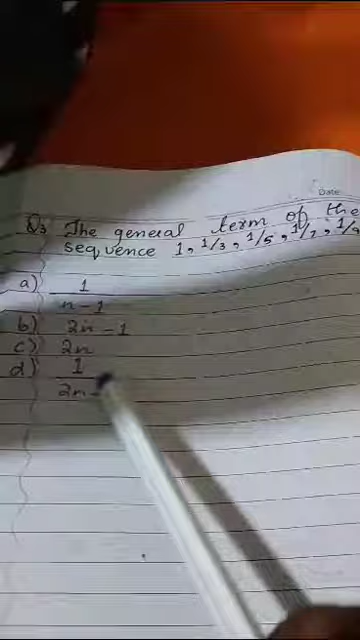 Date
Q3 The general term of the
sequence 1, 1/3, 1/5, 1/7, 1/9
a) 1
n-1
b) 2n-1
c) 2n
d) 1
2n-